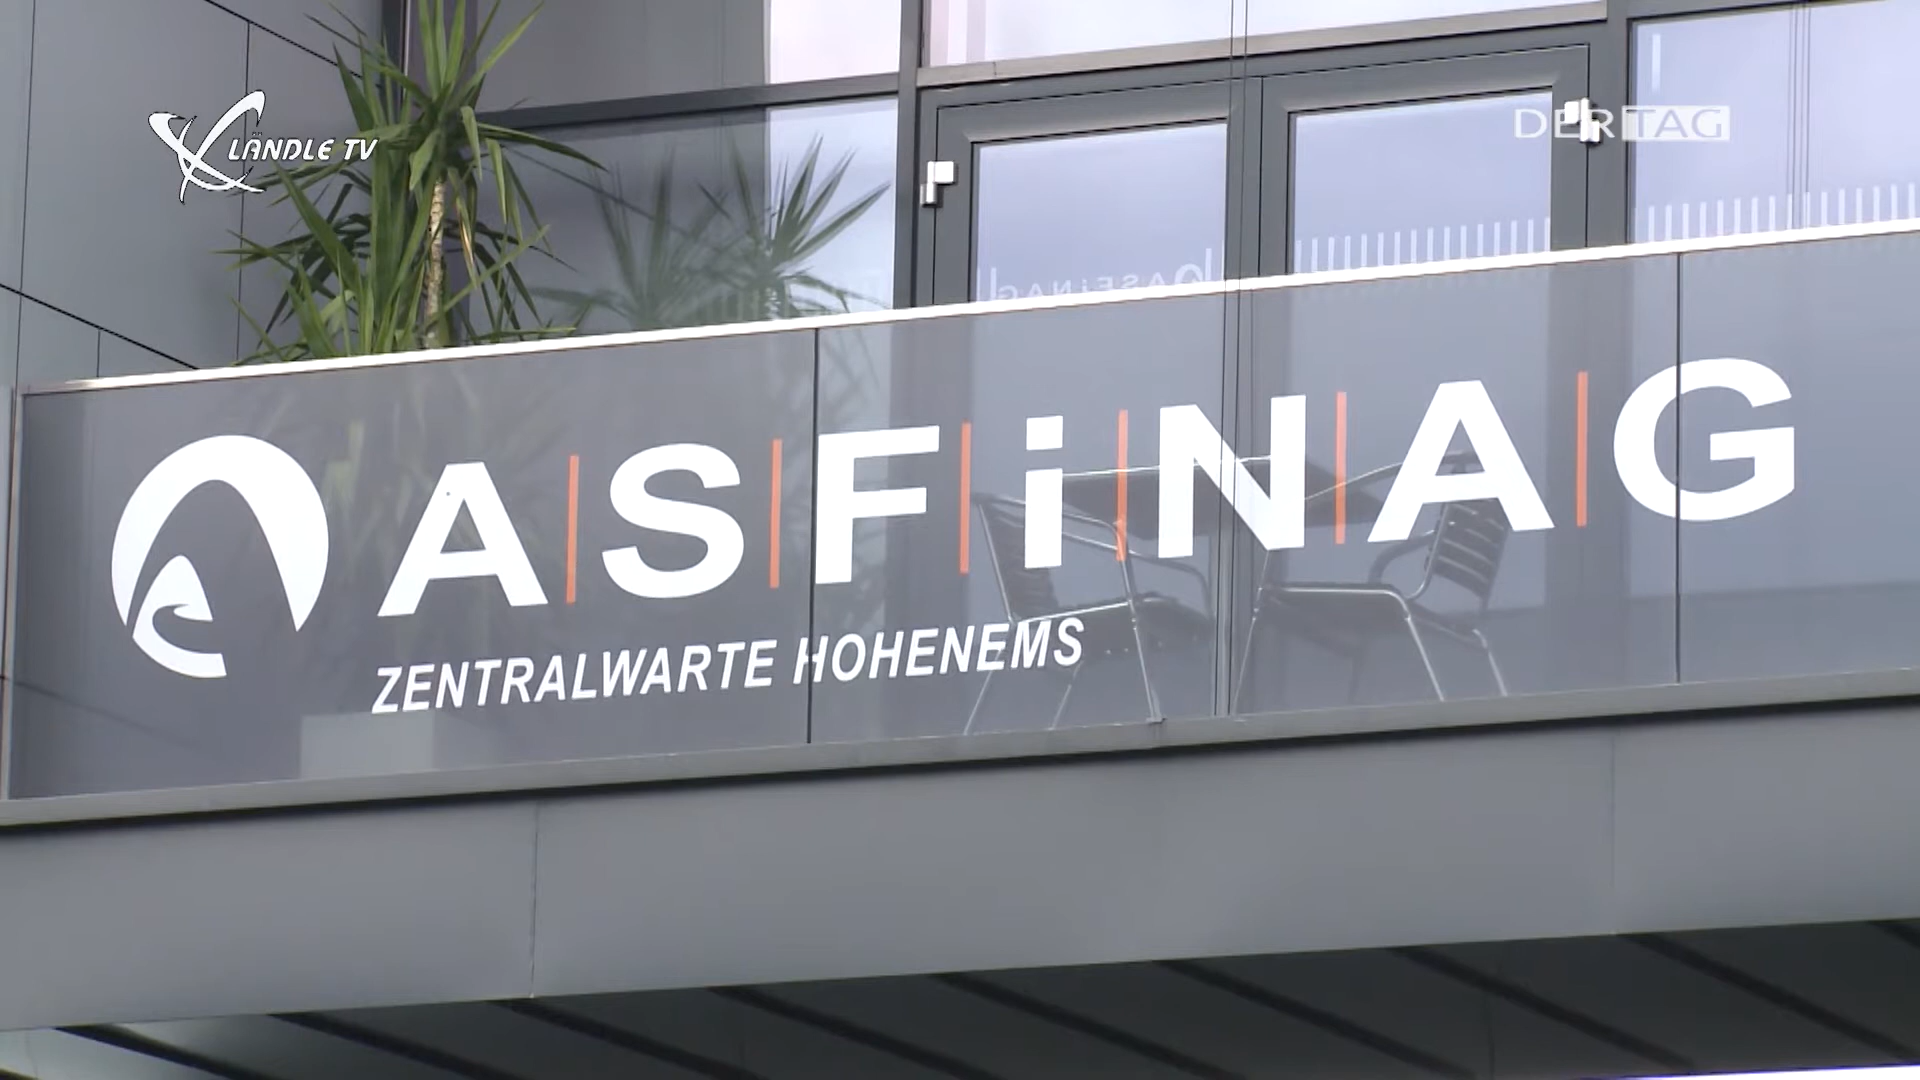 LÄNDLE TV
DER TAG
ASFiNAG
A|S|F|i|N|A|G
ZENTRALWARTE HOHENEMS